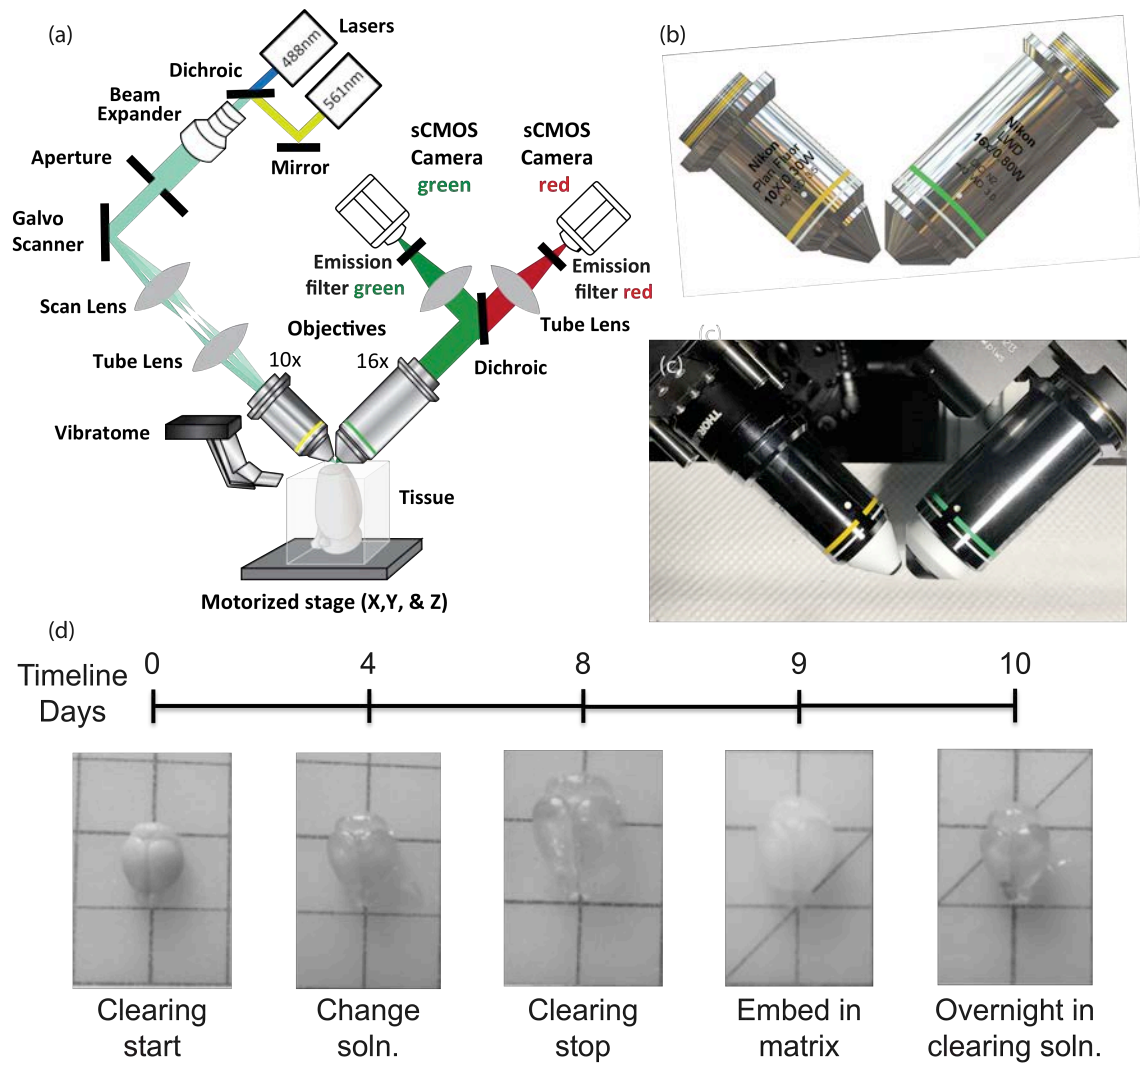 (a)
Lasers
488nm
561nm
Dichroic
Beam
Expander
Mirror
Aperture
Galvo
Scanner
sCMOS
Camera
green
sCMOS
Camera
red
Emission
filter green
Emission
filter red
Scan Lens
Tube Lens
Objectives
10x
16x
Tube Lens
Dichroic
Vibratome
Tissue
Motorized stage (X,Y, & Z)
(b)
Nikon
Plan Fluor
10X/0.30W
Nikon
LWD
16x/0.80W
(c)
(c)
(d)
Timeline
Days
0
4
8
9
10
Clearing
start
Change
soln.
Clearing
stop
Embed in
matrix
Overnight in
clearing soln.